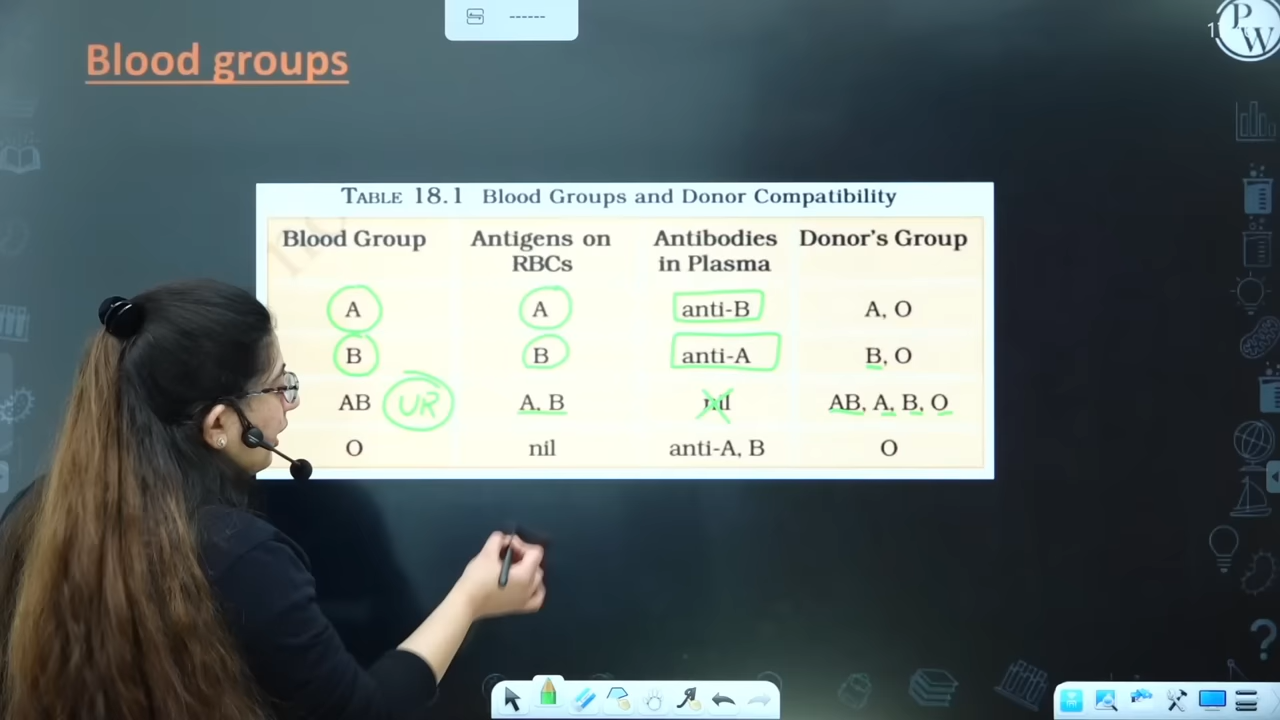 ------
P
W
Blood groups
TABLE 18.1 Blood Groups and Donor Compatibility
Blood Group Antigens on RBCs Antibodies in Plasma Donor's Group
A A anti-B A, O
B B anti-A B, O
AB UR A, B nil AB, A, B, O
O nil anti-A, B O
?